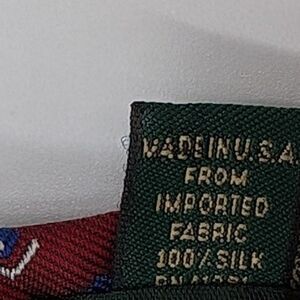 MADE IN U.S.A
FROM
IMPORTED
FABRIC
100% SILK